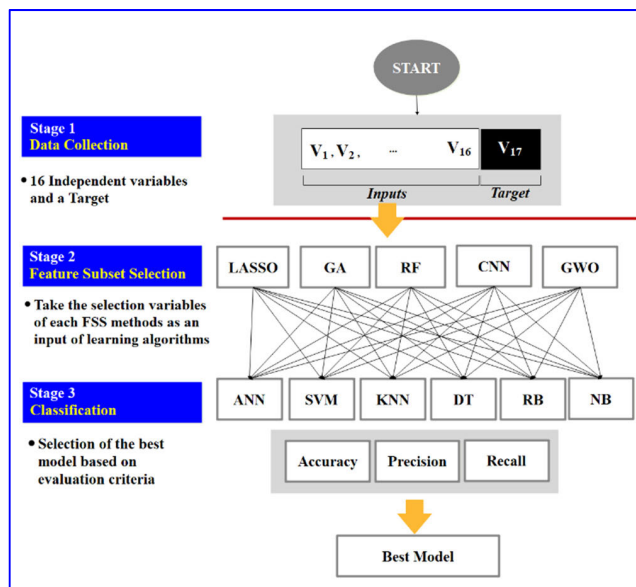 START
Stage 1
Data Collection
V1, V2, ... V16 V17
Inputs Target
• 16 Independent variables
and a Target
Stage 2
Feature Subset Selection
LASSO GA RF CNN GWO
• Take the selection variables
of each FSS methods as an
input of learning algorithms
Stage 3
Classification
ANN SVM KNN DT RB NB
• Selection of the best
model based on
evaluation criteria
Accuracy Precision Recall
Best Model